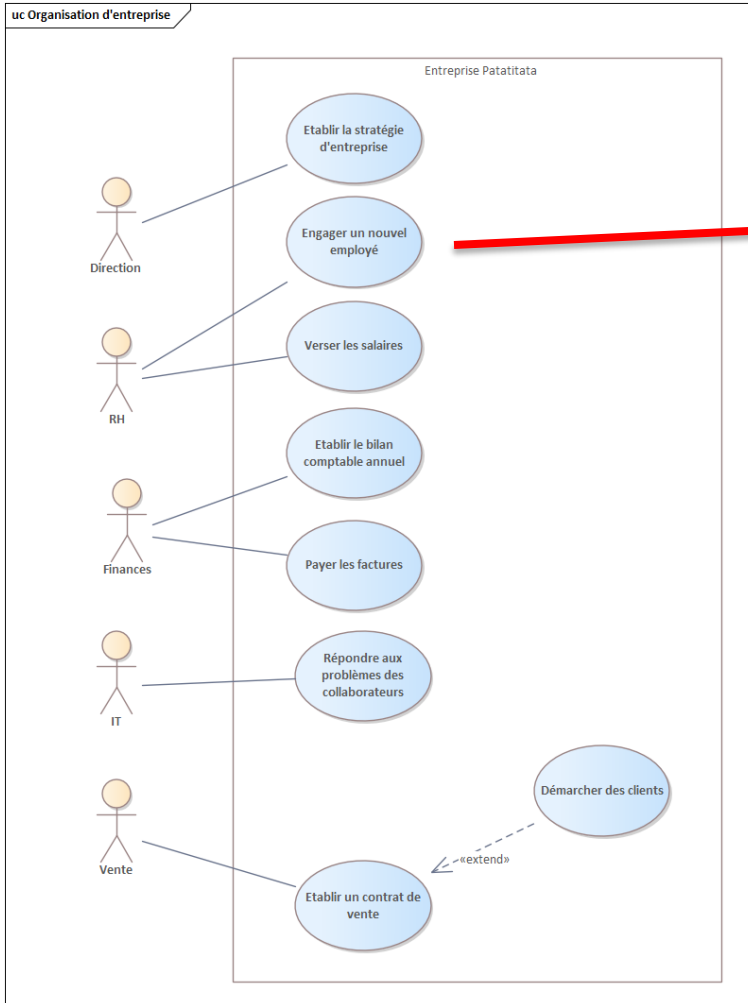 uc Organisation d'entreprise
Entreprise Patatitata
Etablir la stratégie
d'entreprise
Direction
Engager un nouvel
employé
Verser les salaires
RH
Etablir le bilan
comptable annuel
Finances
Payer les factures
Répondre aux
problèmes des
collaborateurs
IT
Démarcher des clients
«extend»
Vente
Etablir un contrat de
vente